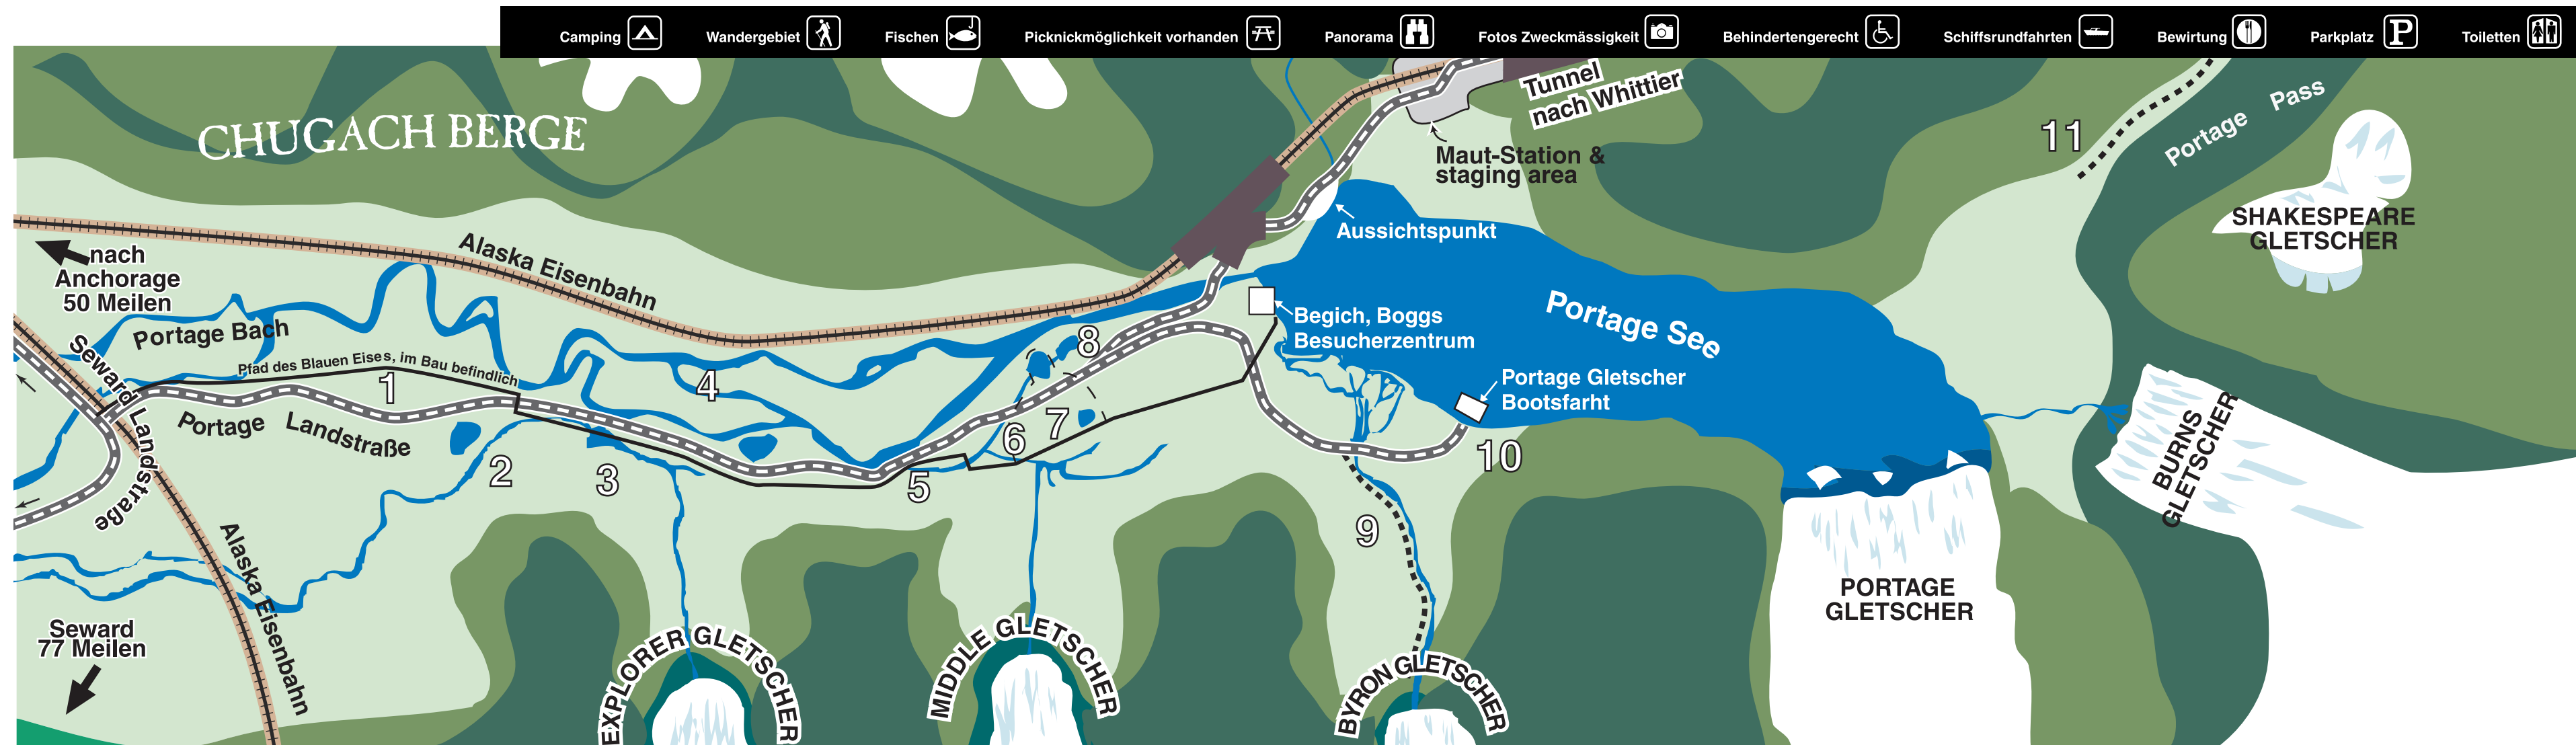 Camping
Wandergebiet
Fischen
Picknickmöglichkeit vorhanden
Panorama
Fotos Zweckmässigkeit
Behindertengerecht
Schiffsrundfahrten
Bewirtung
Parkplatz
P
Toiletten
CHUGACH BERGE
Tunnel
nach Whittier
Maut-Station &
staging area
11
Portage Pass
SHAKESPEARE
GLETSCHER
nach
Anchorage
50 Meilen
Alaska Eisenbahn
Aussichtspunkt
Portage Bach
Pfad des Blauen Eises, im Bau befindlich
Seward Landstraße
Portage Landstraße
1
2
3
4
5
6
7
8
Begich, Boggs
Besucherzentrum
Portage See
Portage Gletscher
Bootsfarht
10
9
BURNS
GLETSCHER
PORTAGE
GLETSCHER
Alaska Eisenbahn
Seward
77 Meilen
EXPLORER GLETSCHER
MIDDLE GLETSCHER
BYRON GLETSCHER